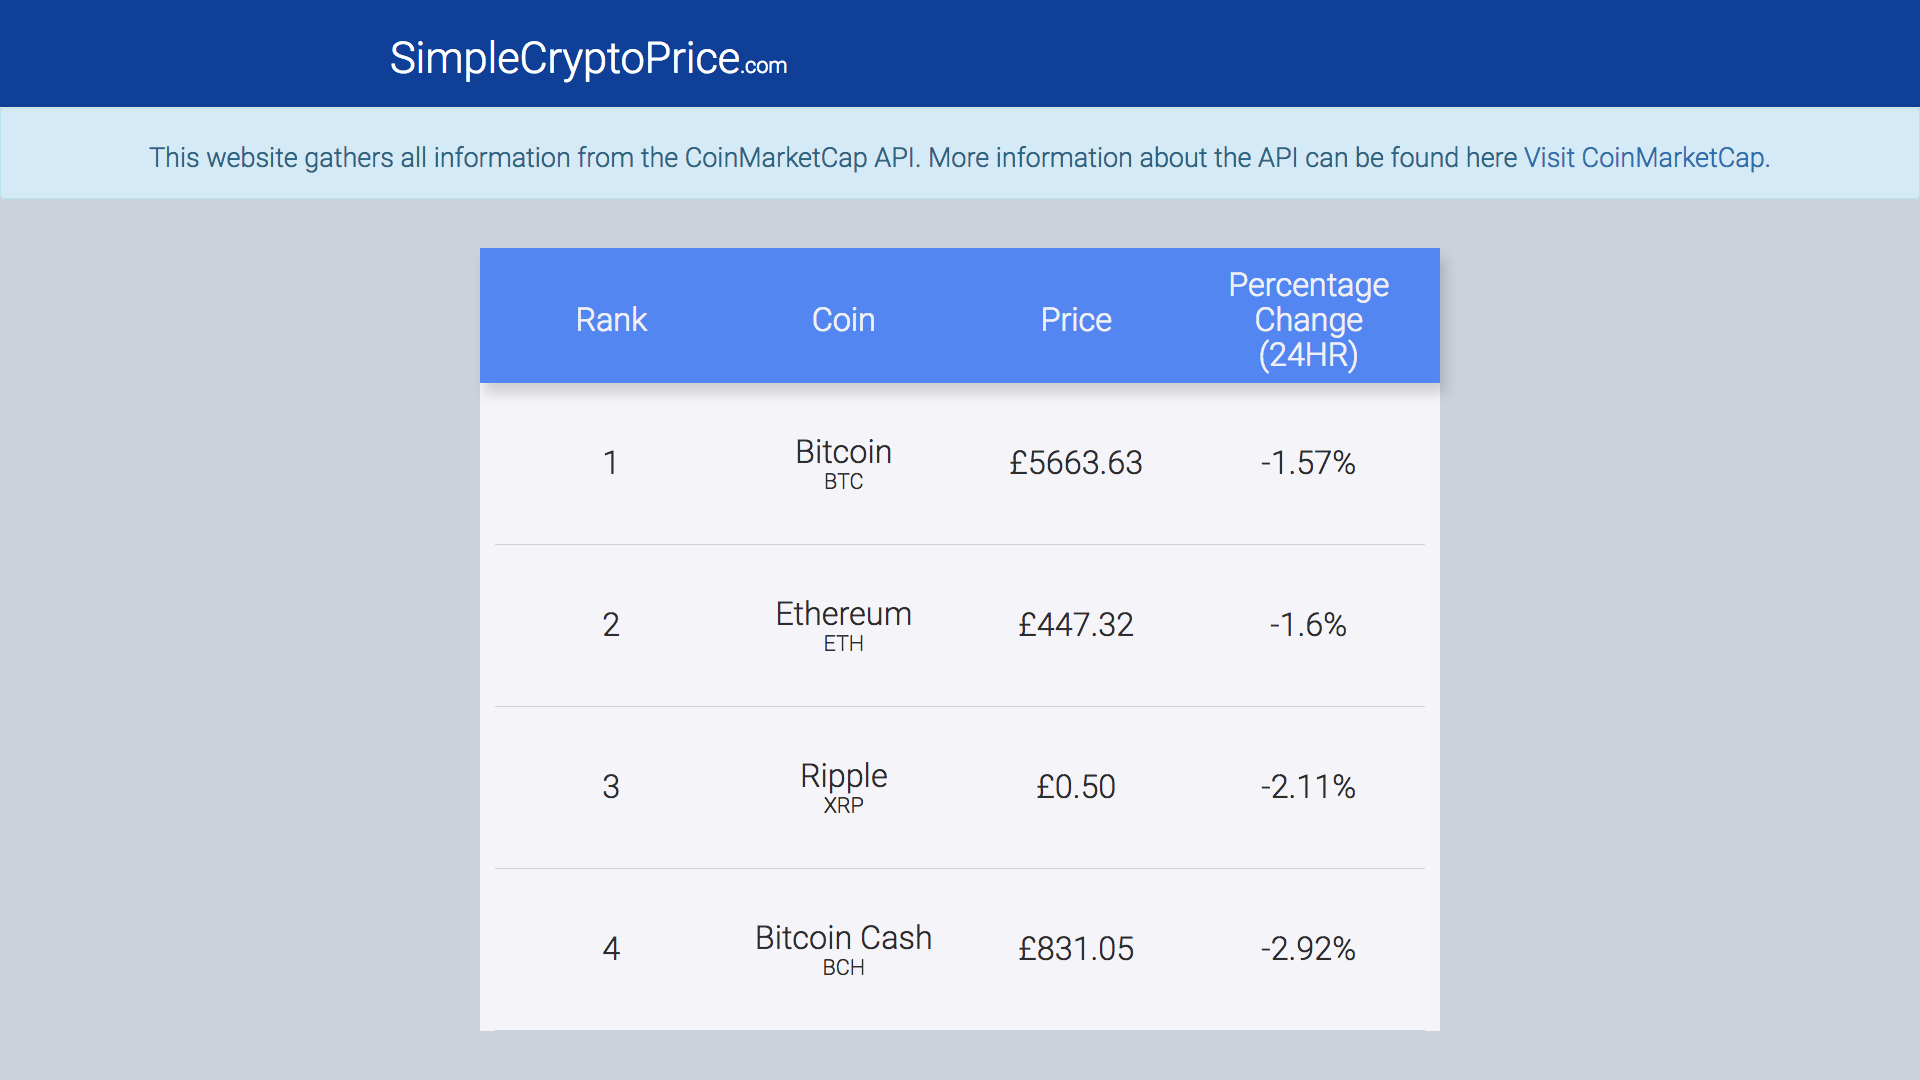 SimpleCryptoPrice.com
This website gathers all information from the CoinMarketCap API. More information about the API can be found here Visit CoinMarketCap.
Rank Coin Price Percentage
Change
(24HR)
1 Bitcoin £5663.63 -1.57%
BTC
2 Ethereum £447.32 -1.6%
ETH
3 Ripple £0.50 -2.11%
XRP
4 Bitcoin Cash £831.05 -2.92%
BCH